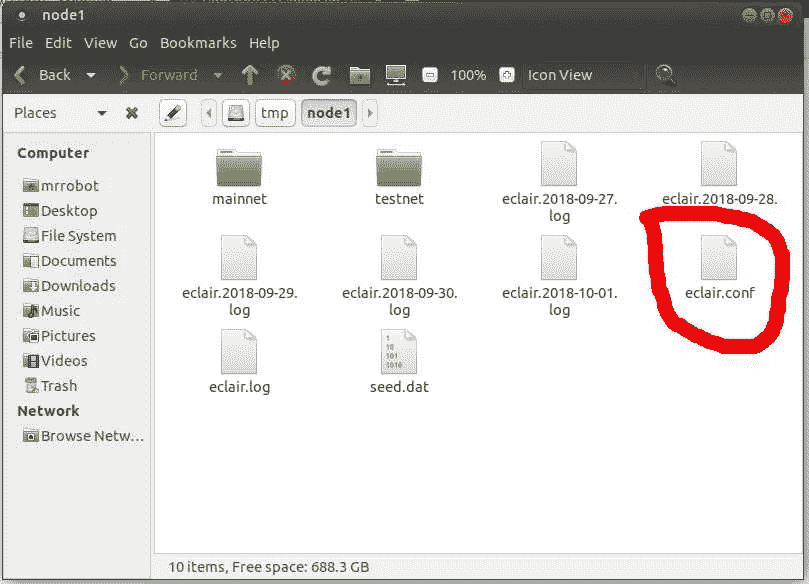 node1
File Edit View Go Bookmarks Help
Back Forward 100% Icon View
Places tmp node1
Computer
mrrobot
Desktop
File System
Documents
Downloads
Music
Pictures
Videos
Trash
Network
Browse Netw...
mainnet testnet eclair.2018-09-27. eclair.2018-09-28.
log
eclair.2018-09-29. eclair.2018-09-30. eclair.2018-10-01. eclair.conf
log log log
1
10
101
1010
eclair.log seed.dat
10 items, Free space: 688.3 GB